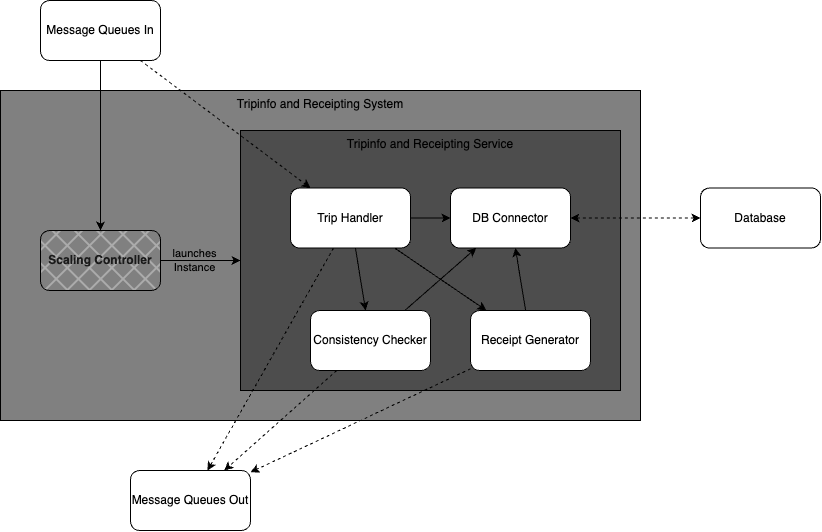 Message Queues In
Tripinfo and Receipting System
Tripinfo and Receipting Service
Trip Handler
DB Connector
Database
Scaling Controller
launches
Instance
Consistency Checker
Receipt Generator
Message Queues Out